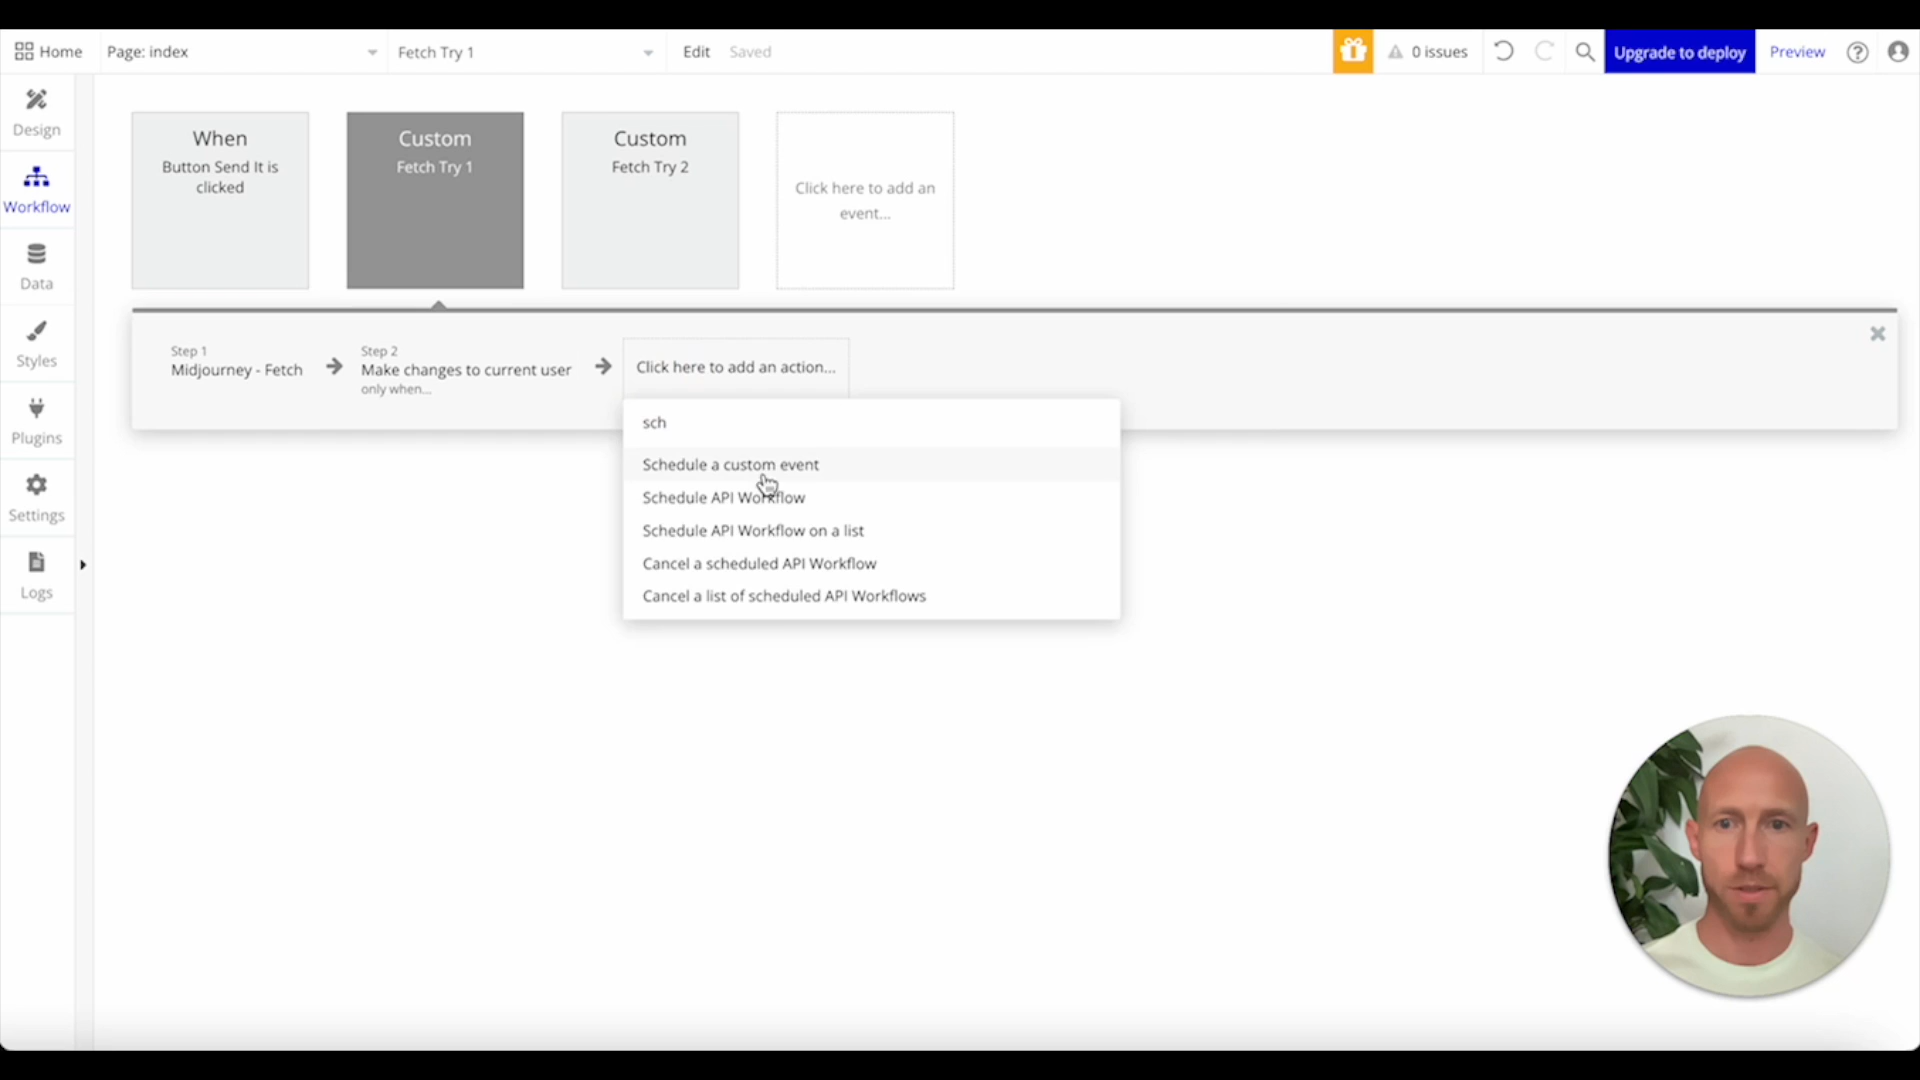 Home
Page: index
Fetch Try 1
Edit
Saved
0 issues
Upgrade to deploy
Preview
Design
Workflow
Data
Styles
Plugins
Settings
Logs
When
Button Send It is
clicked
Custom
Fetch Try 1
Custom
Fetch Try 2
Click here to add an
event...
Step 1
Midjourney - Fetch
Step 2
Make changes to current user
only when...
Click here to add an action...
sch
Schedule a custom event
Schedule API Workflow
Schedule API Workflow on a list
Cancel a scheduled API Workflow
Cancel a list of scheduled API Workflows